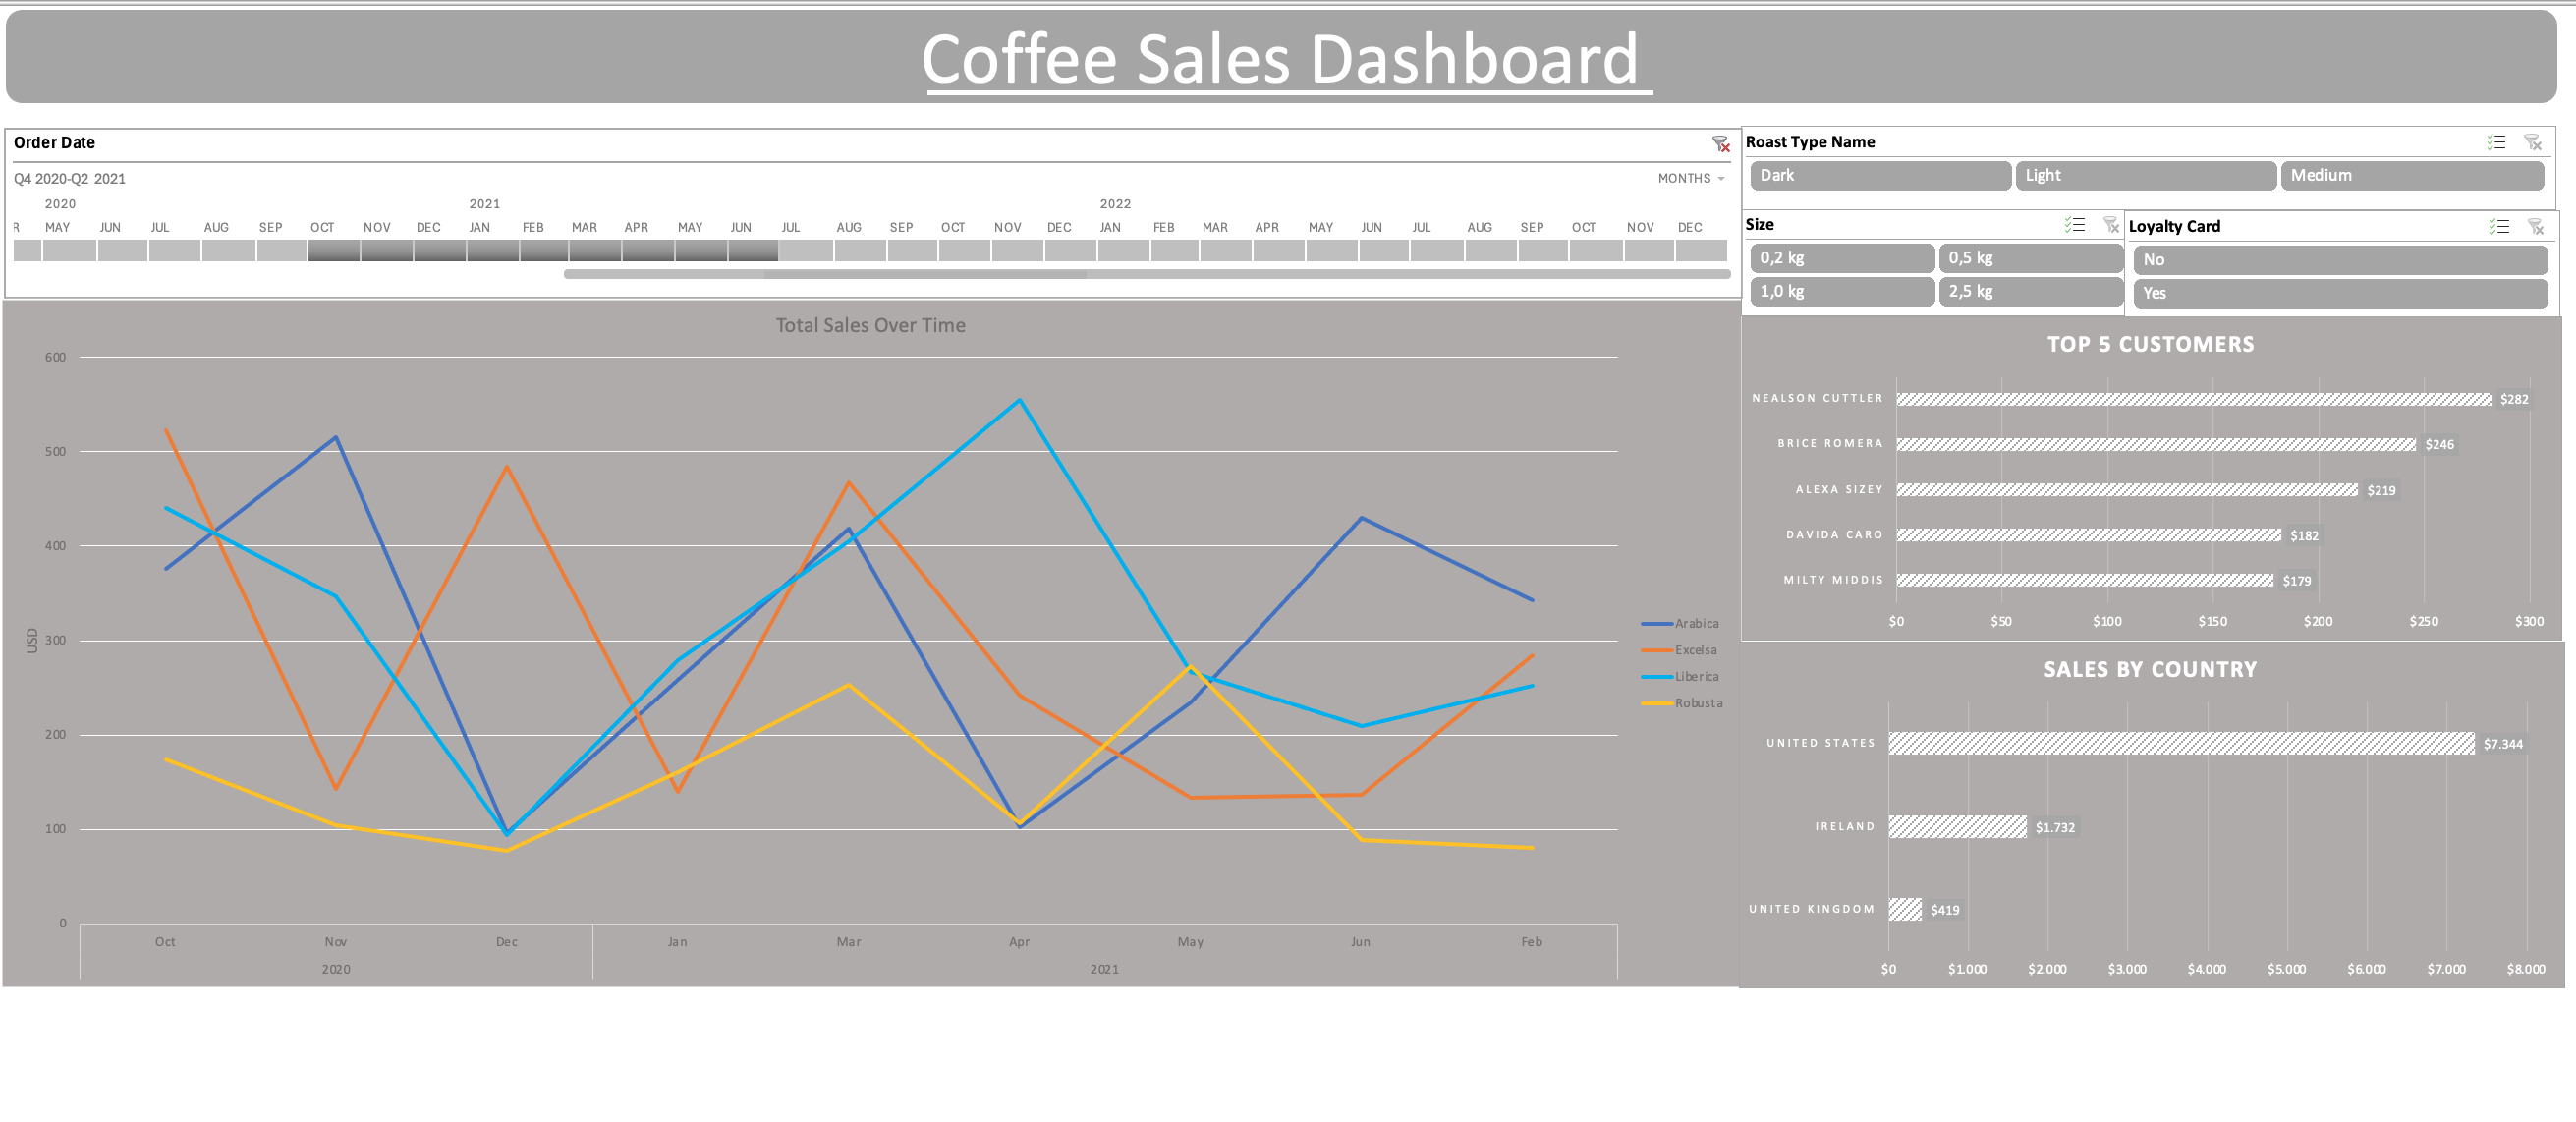 Coffee Sales Dashboard
Order Date
Q4 2020-Q2 2021
MONTHS
2020 2021 2022
R MAY JUN JUL AUG SEP OCT NOV DEC JAN FEB MAR APR MAY JUN JUL AUG SEP OCT NOV DEC JAN FEB MAR APR MAY JUN JUL AUG SEP OCT NOV DEC
Roast Type Name
Dark Light Medium
Size
0,2 kg 0,5 kg
1,0 kg 2,5 kg
Loyalty Card
No
Yes
Total Sales Over Time
600
500
400
300
200
100
0
USD
Oct Nov Dec Jan Mar Apr May Jun Feb
2020 2021
Arabica
Excelsa
Liberica
Robusta
TOP 5 CUSTOMERS
NEALSON CUTTLER $282
BRICE ROMERA $246
ALEXA SIZEY $219
DAVIDA CARO $182
MILTY MIDDIS $179
$0 $50 $100 $150 $200 $250 $300
SALES BY COUNTRY
UNITED STATES $7.344
IRELAND $1.732
UNITED KINGDOM $419
$0 $1.000 $2.000 $3.000 $4.000 $5.000 $6.000 $7.000 $8.000